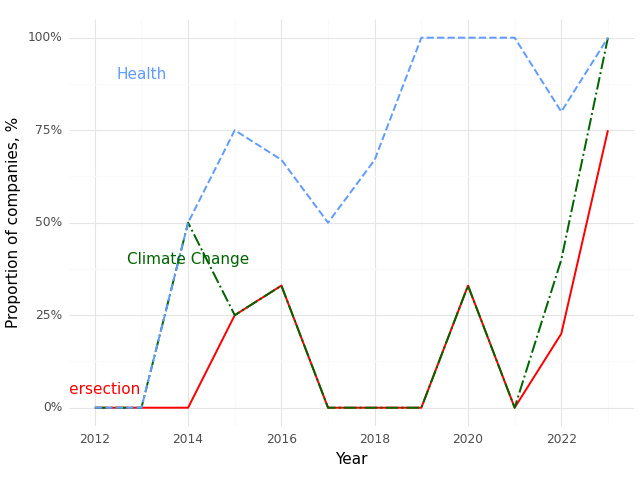 100%
Health
75%
50%
Climate Change
25%
ersection
0%
2012 2014 2016 2018 2020 2022
Year
Proportion of companies, %